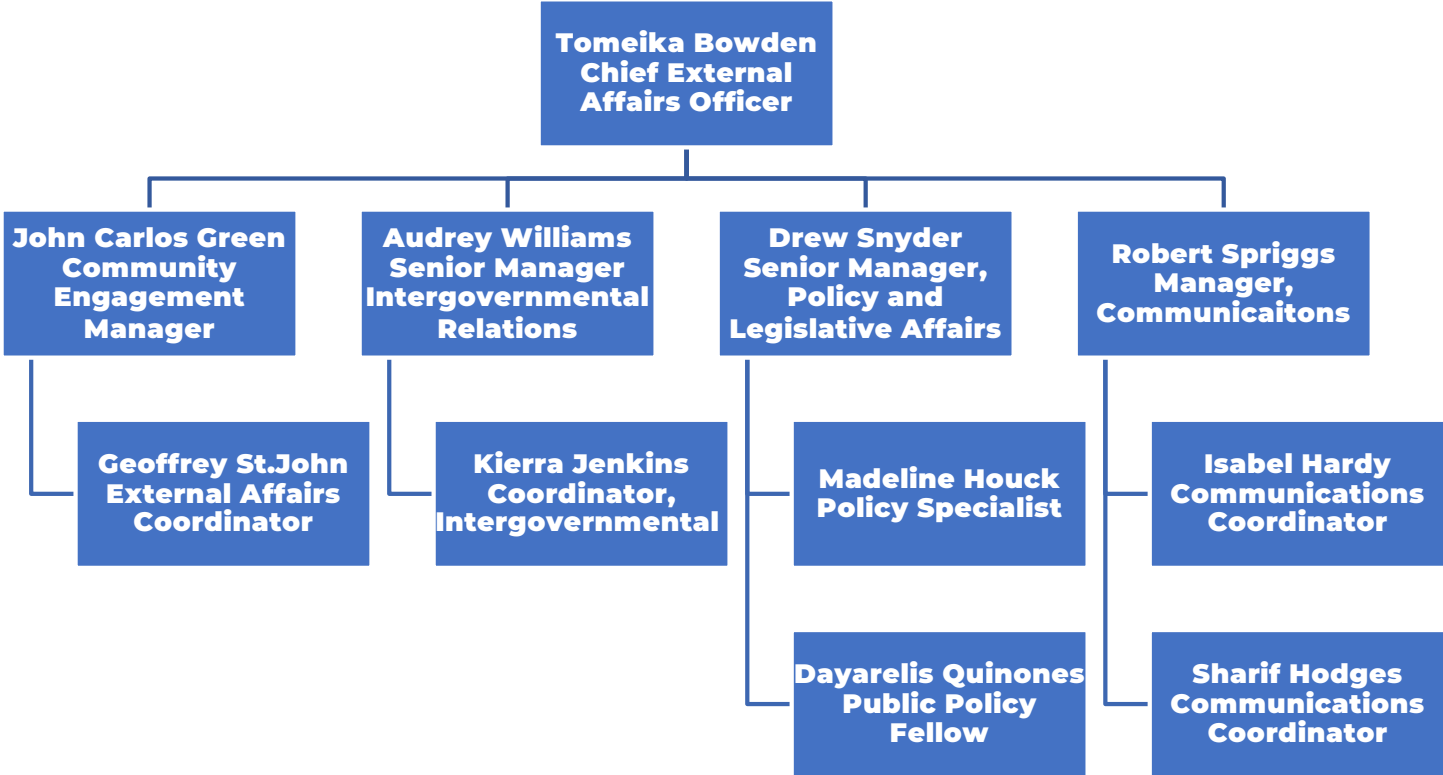 Tomeika Bowden
Chief External
Affairs Officer
John Carlos Green
Community
Engagement
Manager
Audrey Williams
Senior Manager
Intergovernmental
Relations
Drew Snyder
Senior Manager,
Policy and
Legislative Affairs
Robert Spriggs
Manager,
Communicaitons
Geoffrey St.John
External Affairs
Coordinator
Kierra Jenkins
Coordinator,
Intergovernmental
Madeline Houck
Policy Specialist
Isabel Hardy
Communications
Coordinator
Dayarelis Quinones
Public Policy
Fellow
Sharif Hodges
Communications
Coordinator